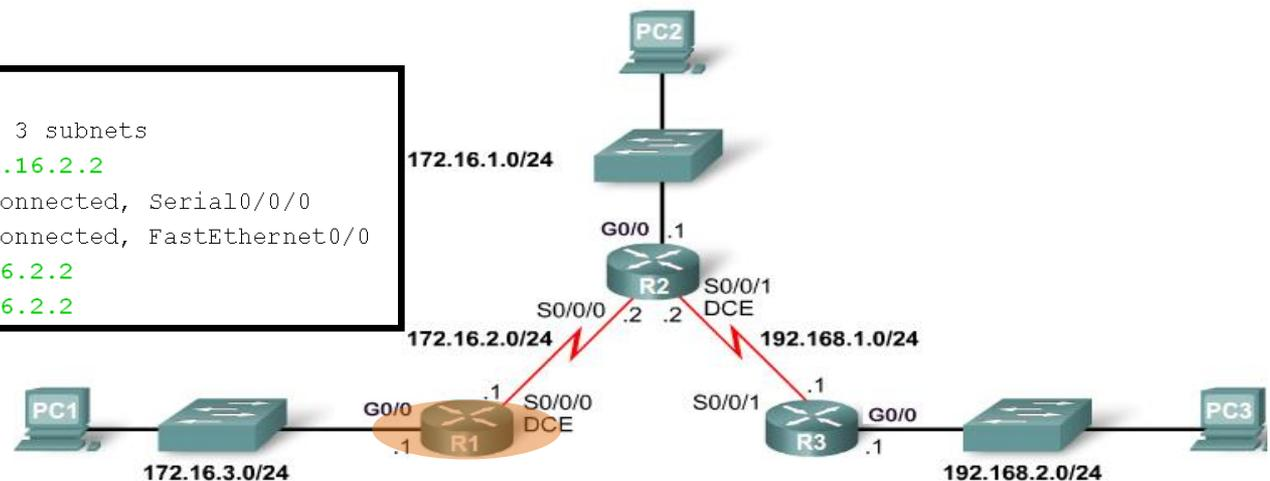 PC2
3 subnets
.16.2.2
onnected, Serial0/0/0
onnected, FastEthernet0/0
6.2.2
6.2.2
172.16.1.0/24
G0/0 .1
R2
S0/0/1
DCE
S0/0/0 .2 .2
172.16.2.0/24
192.168.1.0/24
PC1
G0/0
.1
.1
S0/0/0
DCE
R1
172.16.3.0/24
S0/0/1
.1
G0/0
R3
.1
PC3
192.168.2.0/24